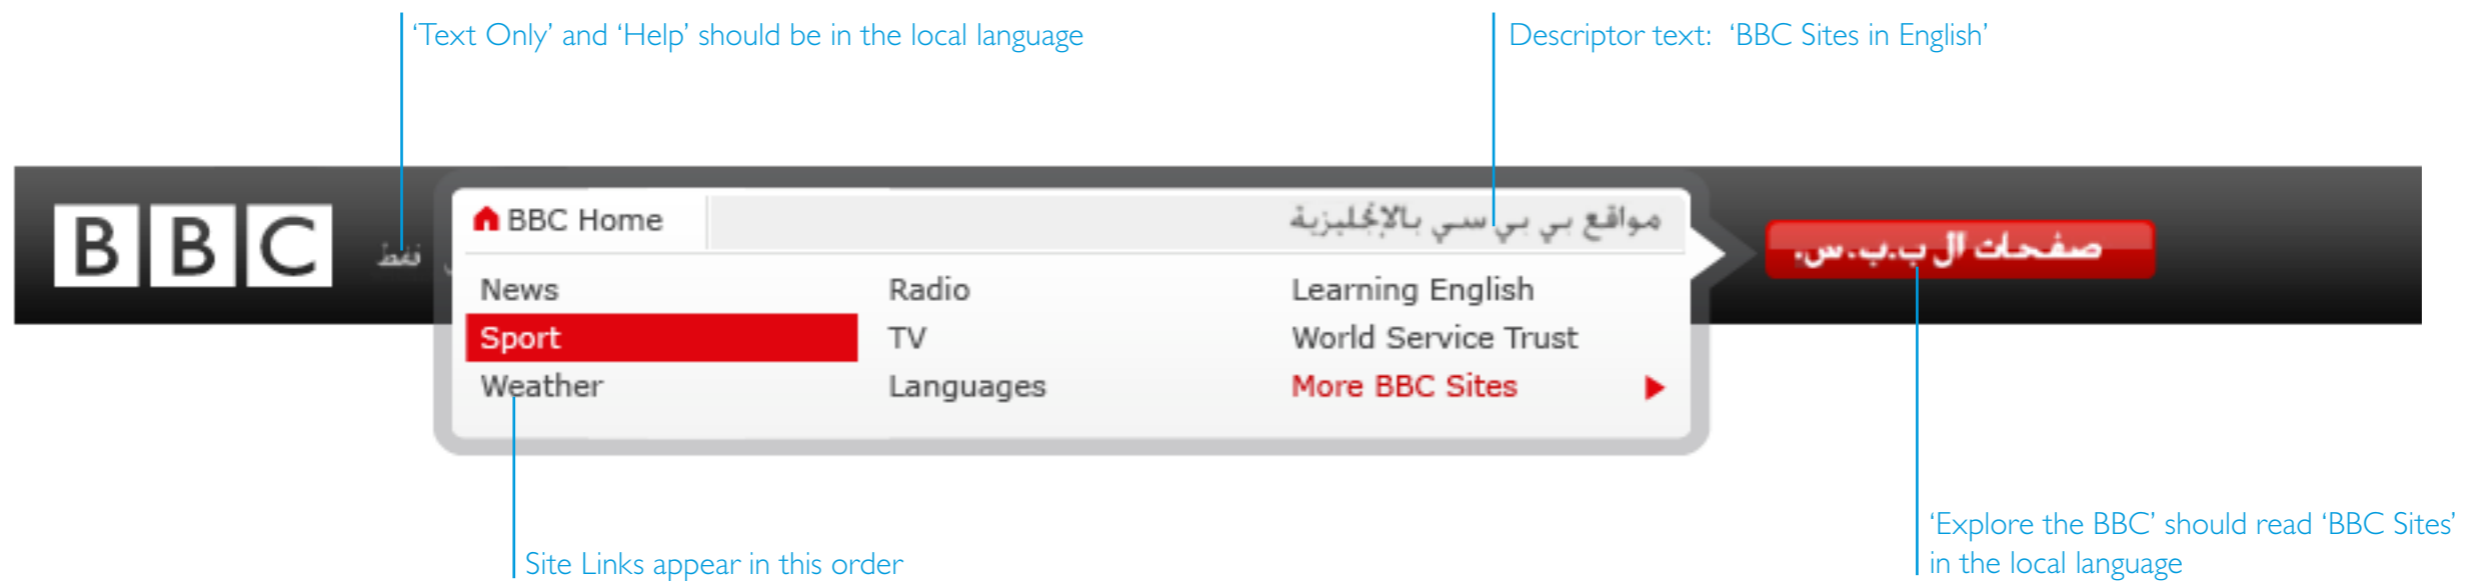 ‘Text Only’ and ‘Help’ should be in the local language
Descriptor text: ‘BBC Sites in English’
BBC
فقط
BBC Home
مواقع بي بي سي بالإنجليزية
صفحات ال ب.ب.س.
News
Radio
Learning English
Sport
TV
World Service Trust
Weather
Languages
More BBC Sites
Site Links appear in this order
‘Explore the BBC’ should read ‘BBC Sites’
in the local language